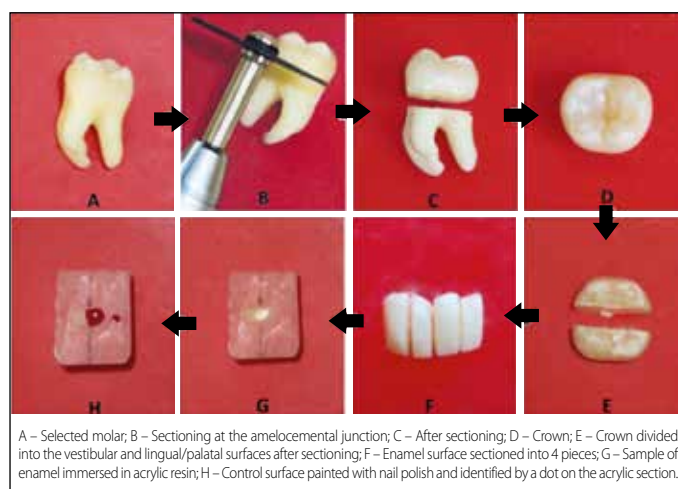 A
B
C
D
H
G
F
E
A – Selected molar; B – Sectioning at the amelocemental junction; C – After sectioning; D – Crown; E – Crown divided
into the vestibular and lingual/palatal surfaces after sectioning; F – Enamel surface sectioned into 4 pieces; G – Sample of
enamel immersed in acrylic resin; H – Control surface painted with nail polish and identified by a dot on the acrylic section.